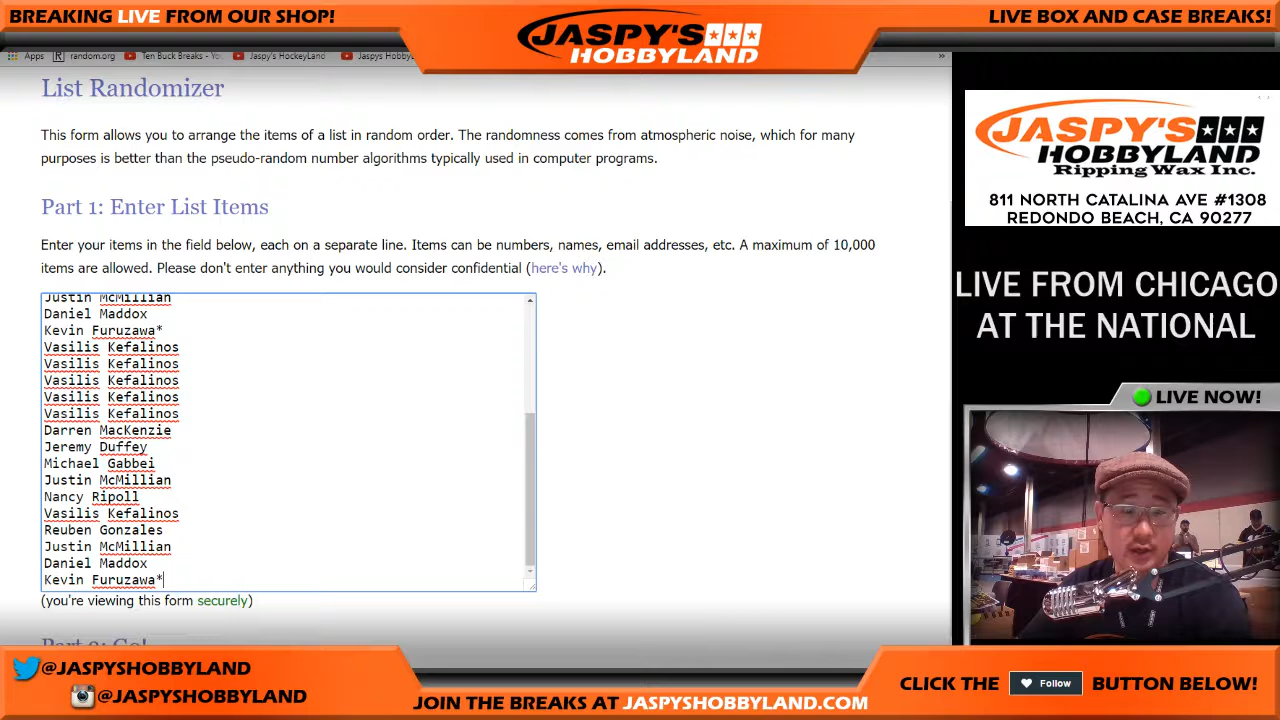 BREAKING LIVE FROM OUR SHOP!
JASPY'S
HOBBYLAND
LIVE BOX AND CASE BREAKS!
Apps
random.org
Ten Buck Breaks - Yo
Jaspy's HockeyLand
Jaspys Hobby
»
List Randomizer
This form allows you to arrange the items of a list in random order. The randomness comes from atmospheric noise, which for many
purposes is better than the pseudo-random number algorithms typically used in computer programs.
Part 1: Enter List Items
Enter your items in the field below, each on a separate line. Items can be numbers, names, email addresses, etc. A maximum of 10,000
items are allowed. Please don't enter anything you would consider confidential (here's why).
Justin McMillian
Daniel Maddox
Kevin Furuzawa*
Vasilis Kefalinos
Vasilis Kefalinos
Vasilis Kefalinos
Vasilis Kefalinos
Vasilis Kefalinos
Darren MacKenzie
Jeremy Duffey
Michael Gabbei
Justin McMillian
Nancy Ripoll
Vasilis Kefalinos
Reuben Gonzales
Justin McMillian
Daniel Maddox
Kevin Furuzawa*
(you're viewing this form securely)
Part 2: Go!
JASPY'S
HOBBYLAND
Ripping Wax Inc.
811 NORTH CATALINA AVE #1308
REDONDO BEACH, CA 90277
LIVE FROM CHICAGO
AT THE NATIONAL
LIVE NOW!
@JASPYSHOBBYLAND
@JASPYSHOBBYLAND
JOIN THE BREAKS AT JASPYSHOBBYLAND.COM
CLICK THE Follow BUTTON BELOW!